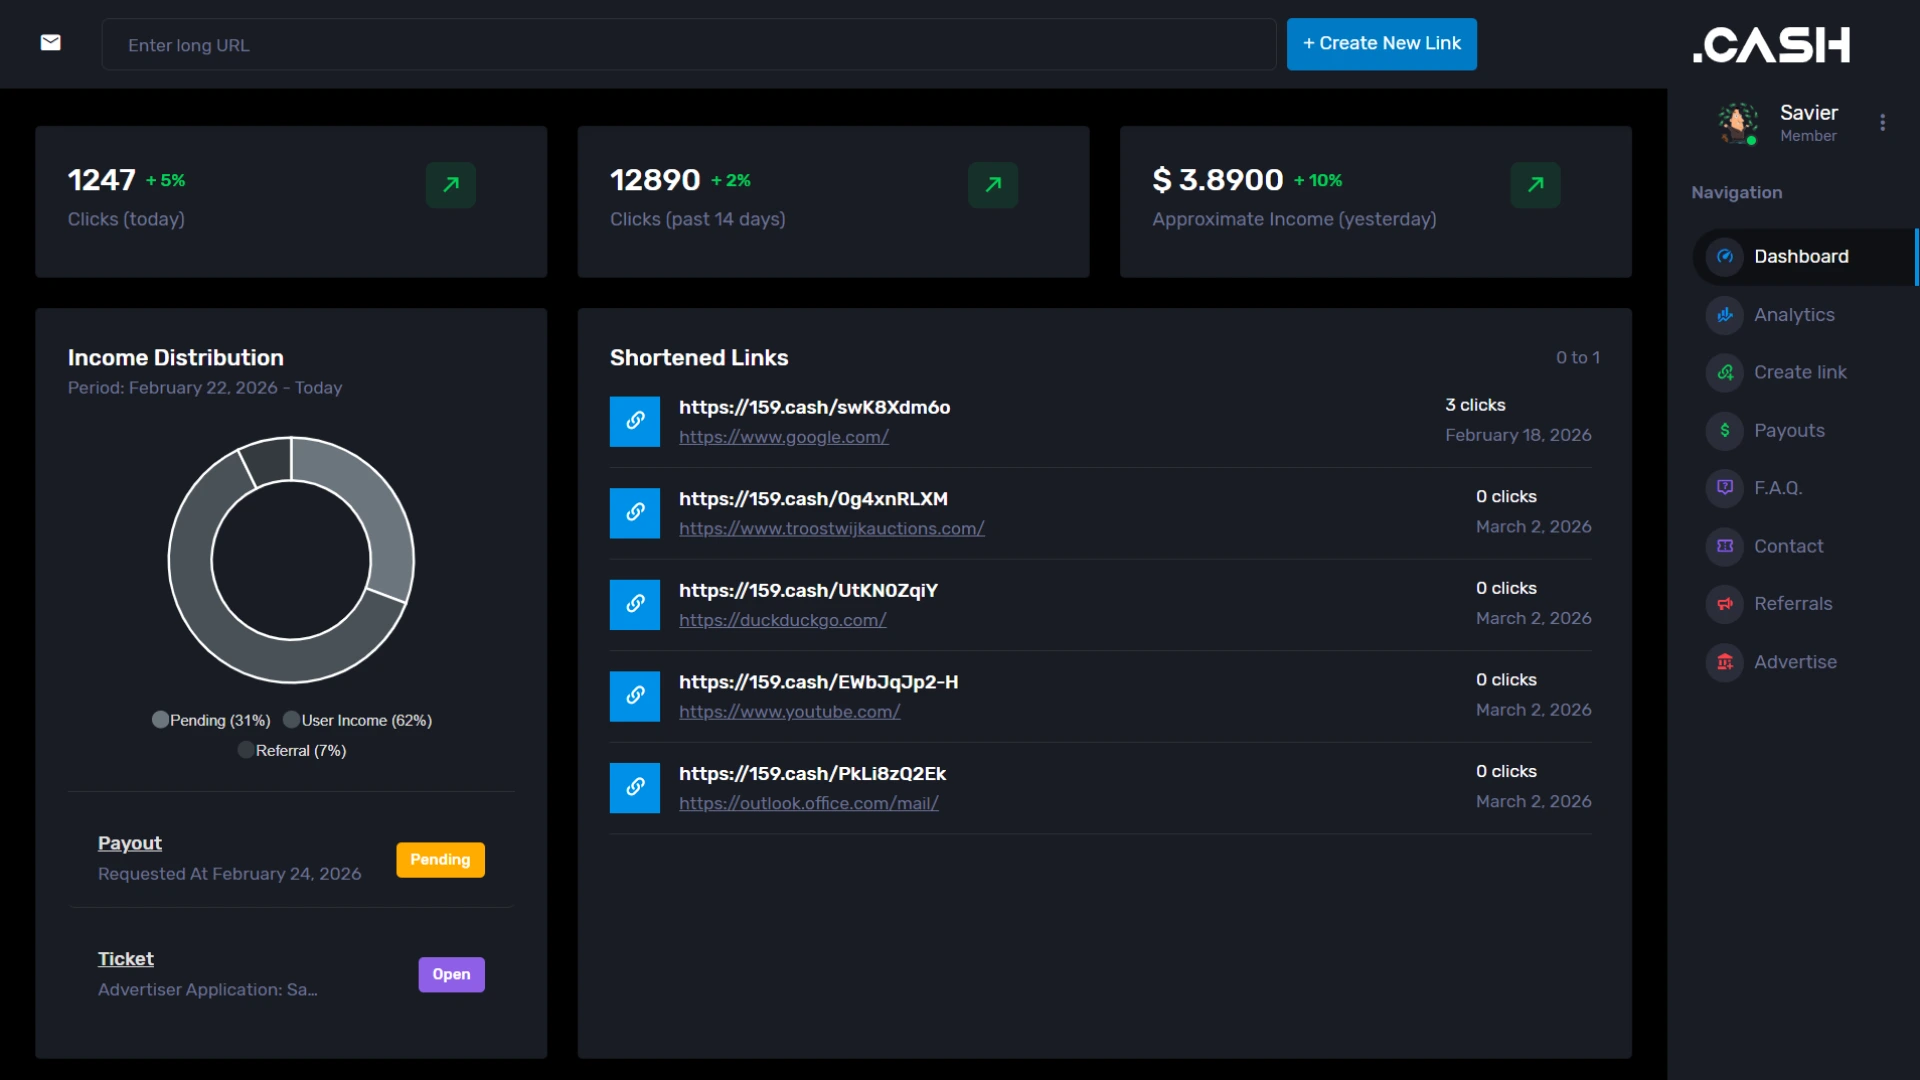 Enter long URL
+ Create New Link
.CASH
Savier
Member
Navigation
Dashboard
Analytics
Create link
Payouts
F.A.Q.
Contact
Referrals
Advertise
1247 + 5%
Clicks (today)
12890 + 2%
Clicks (past 14 days)
$ 3.8900 + 10%
Approximate Income (yesterday)
Income Distribution
Period: February 22, 2026 - Today
Pending (31%) User Income (62%)
Referral (7%)
Payout
Requested At February 24, 2026
Pending
Ticket
Advertiser Application: Sa...
Open
Shortened Links
0 to 1
https://159.cash/swK8Xdm6o
https://www.google.com/
3 clicks
February 18, 2026
https://159.cash/0g4xnRLXM
https://www.troostwijkauctions.com/
0 clicks
March 2, 2026
https://159.cash/UtKN0ZqiY
https://duckduckgo.com/
0 clicks
March 2, 2026
https://159.cash/EWbJqJp2-H
https://www.youtube.com/
0 clicks
March 2, 2026
https://159.cash/PkLi8zQ2Ek
https://outlook.office.com/mail/
0 clicks
March 2, 2026